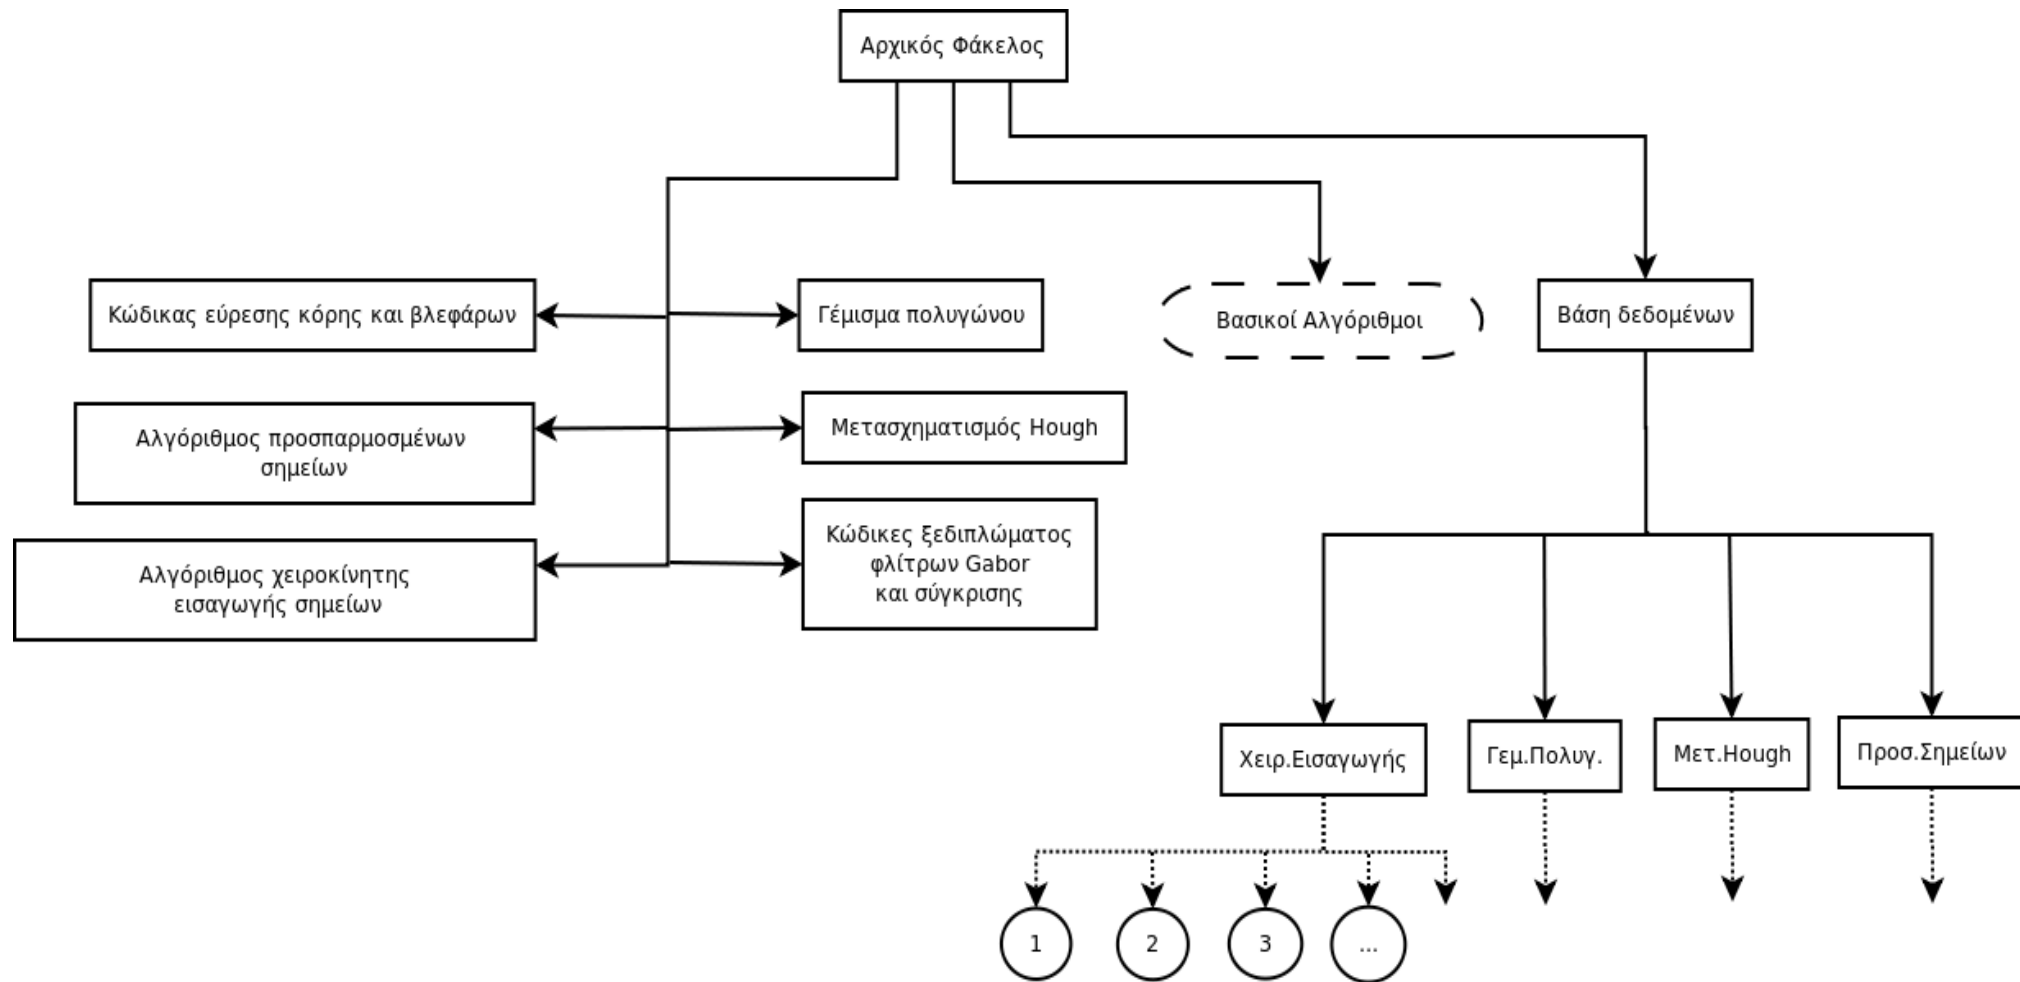 Αρχικός Φάκελος
Κώδικας εύρεσης κόρης και βλεφάρων
Γέμισμα πολυγώνου
Βασικοί Αλγόριθμοι
Βάση δεδομένων
Αλγόριθμος προσπαρμοσμένων
σημείων
Μετασχηματισμός Hough
Αλγόριθμος χειροκίνητης
εισαγωγής σημείων
Κώδικες ξεδιπλώματος
φλίτρων Gabor
και σύγκρισης
Χειρ.Εισαγωγής
Γεμ.Πολυγ.
Μετ.Hough
Προσ.Σημείων
1
2
3
...